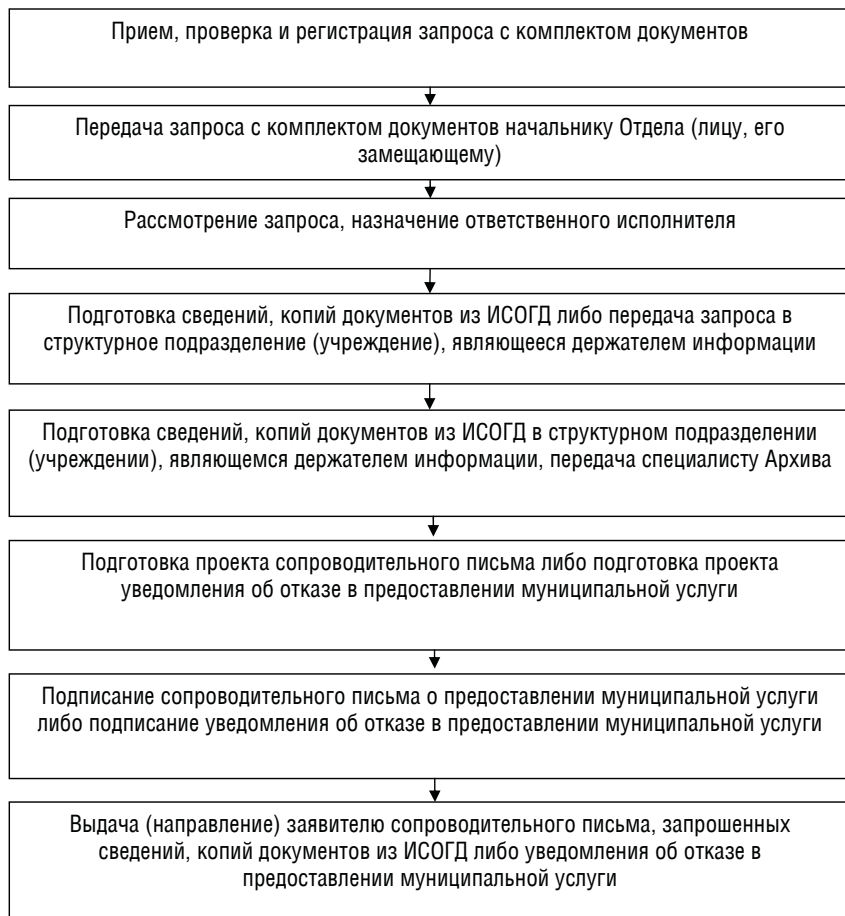 Прием, проверка и регистрация запроса с комплектом документов
Передача запроса с комплектом документов начальнику Отдела (лицу, его
замещающему)
Рассмотрение запроса, назначение ответственного исполнителя
Подготовка сведений, копий документов из ИСОГД либо передача запроса в
структурное подразделение (учреждение), являющееся держателем информации
Подготовка сведений, копий документов из ИСОГД в структурном подразделении
(учреждении), являющемся держателем информации, передача специалисту Архива
Подготовка проекта сопроводительного письма либо подготовка проекта
уведомления об отказе в предоставлении муниципальной услуги
Подписание сопроводительного письма о предоставлении муниципальной услуги
либо подписание уведомления об отказе в предоставлении муниципальной услуги
Выдача (направление) заявителю сопроводительного письма, запрошенных
сведений, копий документов из ИСОГД либо уведомления об отказе в
предоставлении муниципальной услуги